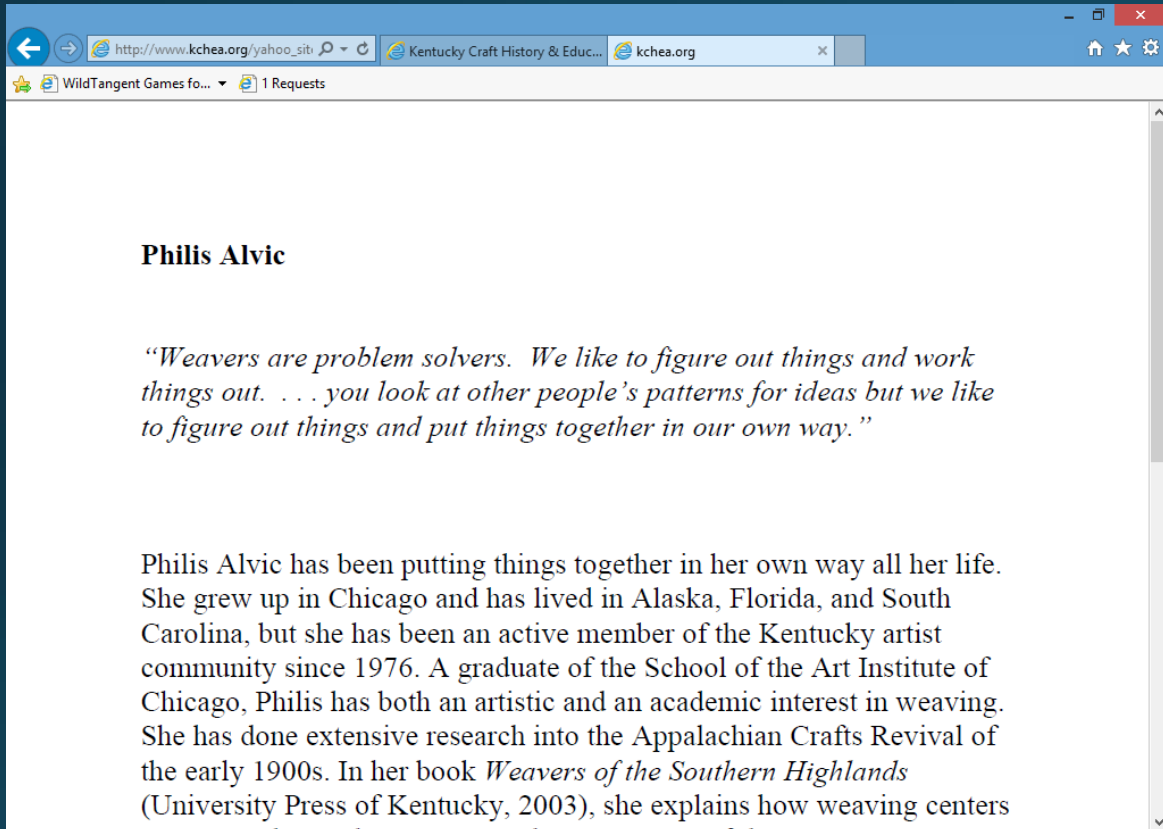 http://www.kchea.org/yahoo_sit
Kentucky Craft History & Educ...
kchea.org
WildTangent Games fo...
1 Requests
Philis Alvic
“Weavers are problem solvers. We like to figure out things and work
things out. . . . you look at other people’s patterns for ideas but we like
to figure out things and put things together in our own way.”
Philis Alvic has been putting things together in her own way all her life.
She grew up in Chicago and has lived in Alaska, Florida, and South
Carolina, but she has been an active member of the Kentucky artist
community since 1976. A graduate of the School of the Art Institute of
Chicago, Philis has both an artistic and an academic interest in weaving.
She has done extensive research into the Appalachian Crafts Revival of
the early 1900s. In her book Weavers of the Southern Highlands
(University Press of Kentucky, 2003), she explains how weaving centers